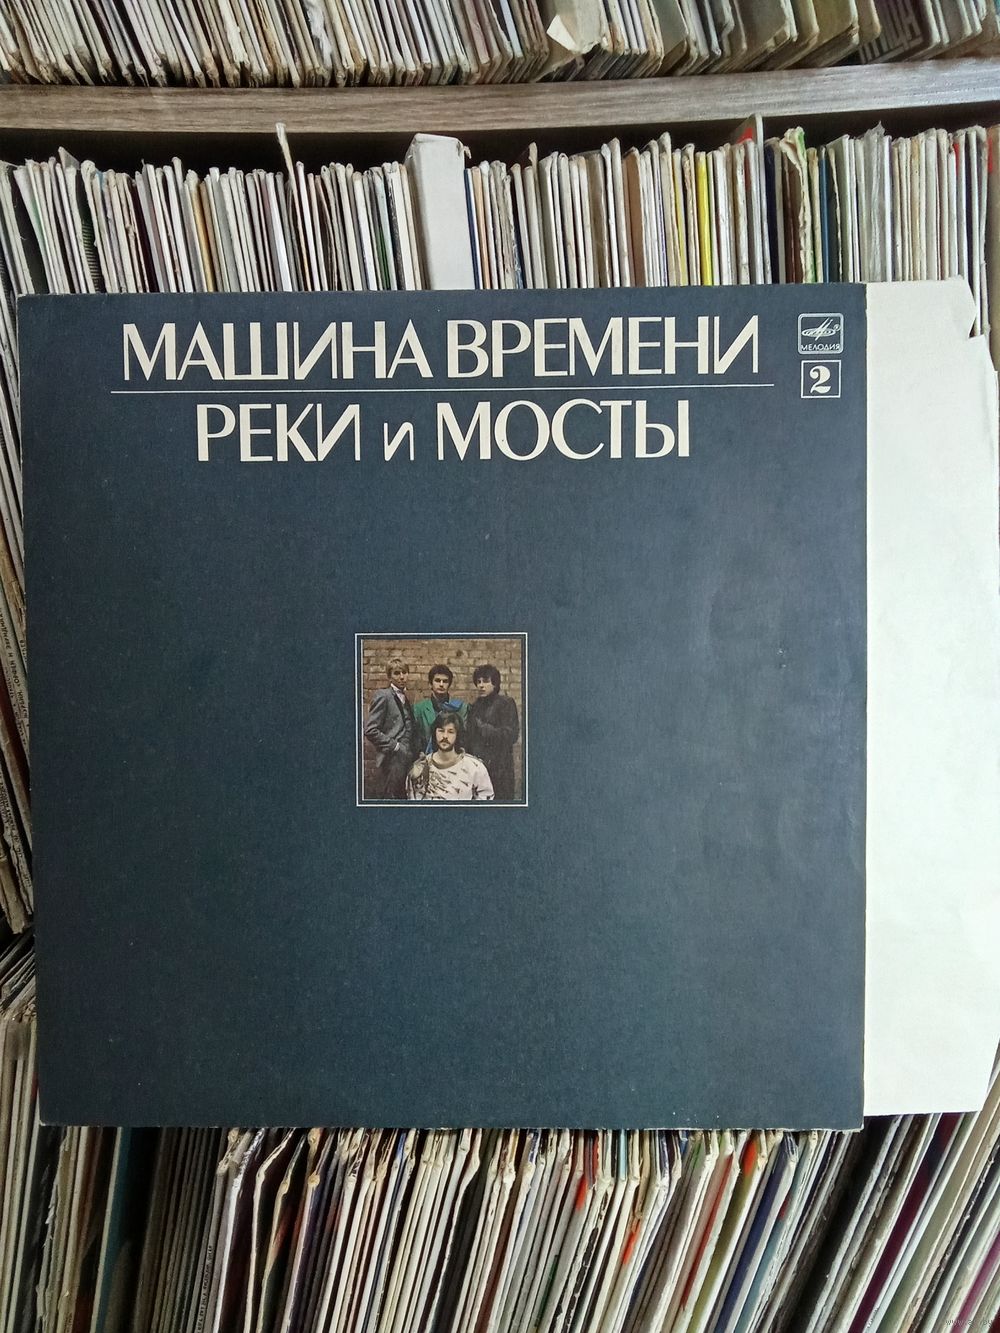 МАШИНА ВРЕМЕНИ
РЕКИ и МОСТЫ
МЕЛОДИЯ
2